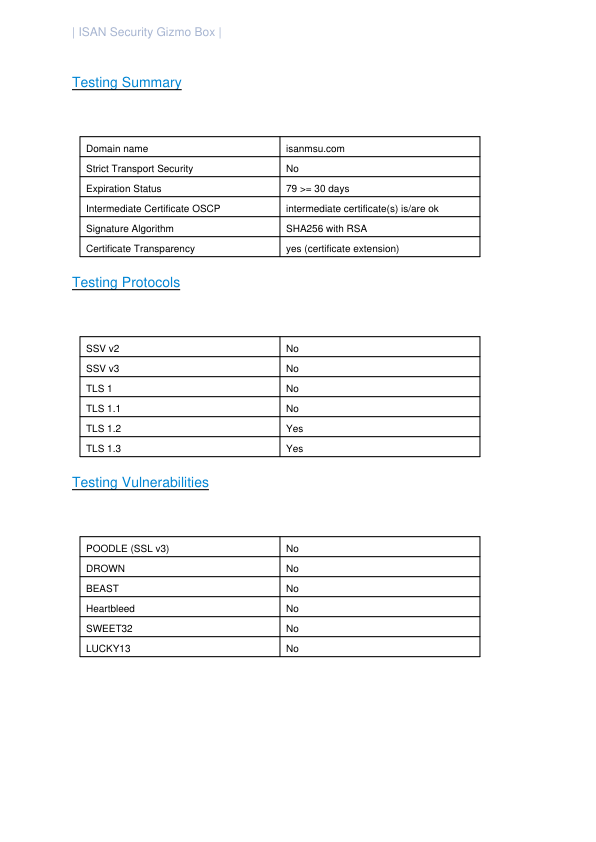 | ISAN Security Gizmo Box |
Testing Summary
Domain name isanmsu.com
Strict Transport Security No
Expiration Status 79 >= 30 days
Intermediate Certificate OSCP intermediate certificate(s) is/are ok
Signature Algorithm SHA256 with RSA
Certificate Transparency yes (certificate extension)
Testing Protocols
SSV v2 No
SSV v3 No
TLS 1 No
TLS 1.1 No
TLS 1.2 Yes
TLS 1.3 Yes
Testing Vulnerabilities
POODLE (SSL v3) No
DROWN No
BEAST No
Heartbleed No
SWEET32 No
LUCKY13 No